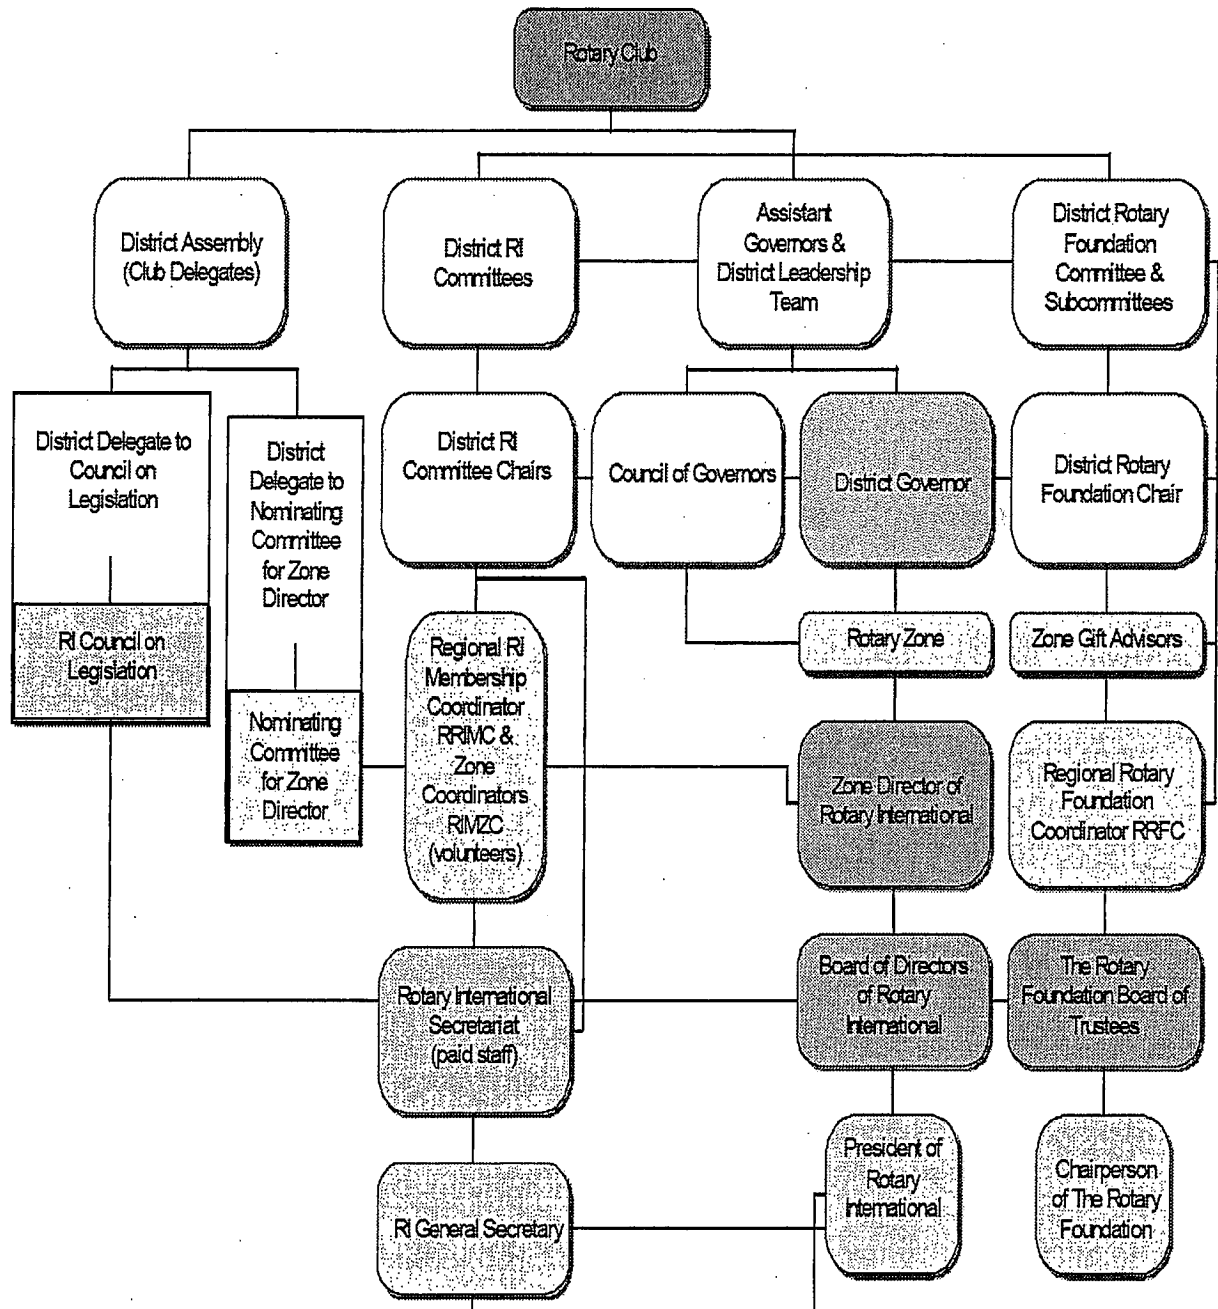 Rotary Club
District Assembly
(Club Delegates)
District RI
Committees
Assistant
Governors &
District Leadership
Team
District Rotary
Foundation
Committee &
Subcommittees
District Delegate to
Council on
Legislation
District
Delegate to
Nominating
Committee
for Zone
Director
District RI
Committee Chairs
Council of Governors
District Governor
District Rotary
Foundation Chair
RI Council on
Legislation
Nominating
Committee
for Zone
Director
Regional RI
Membership
Coordinator
RRIMC &
Zone
Coordinators
RIMZC
(volunteers)
Rotary Zone
Zone Gift Advisors
Zone Director of
Rotary International
Regional Rotary
Foundation
Coordinator RRFC
Rotary International
Secretariat
(paid staff)
Board of Directors
of Rotary
International
The Rotary
Foundation Board of
Trustees
RI General Secretary
President of
Rotary
International
Chairperson
of The Rotary
Foundation